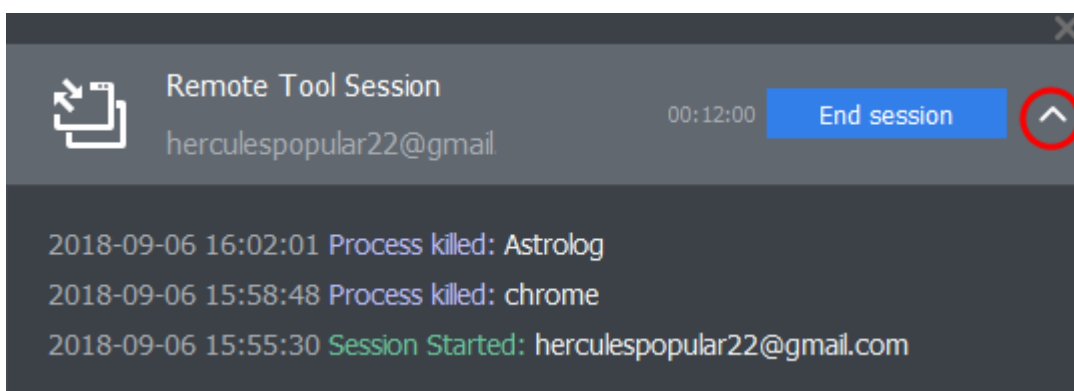 Remote Tool Session
herculespopular22@gmail.
00:12:00
End session
2018-09-06 16:02:01 Process killed: Astrolog
2018-09-06 15:58:48 Process killed: chrome
2018-09-06 15:55:30 Session Started: herculespopular22@gmail.com